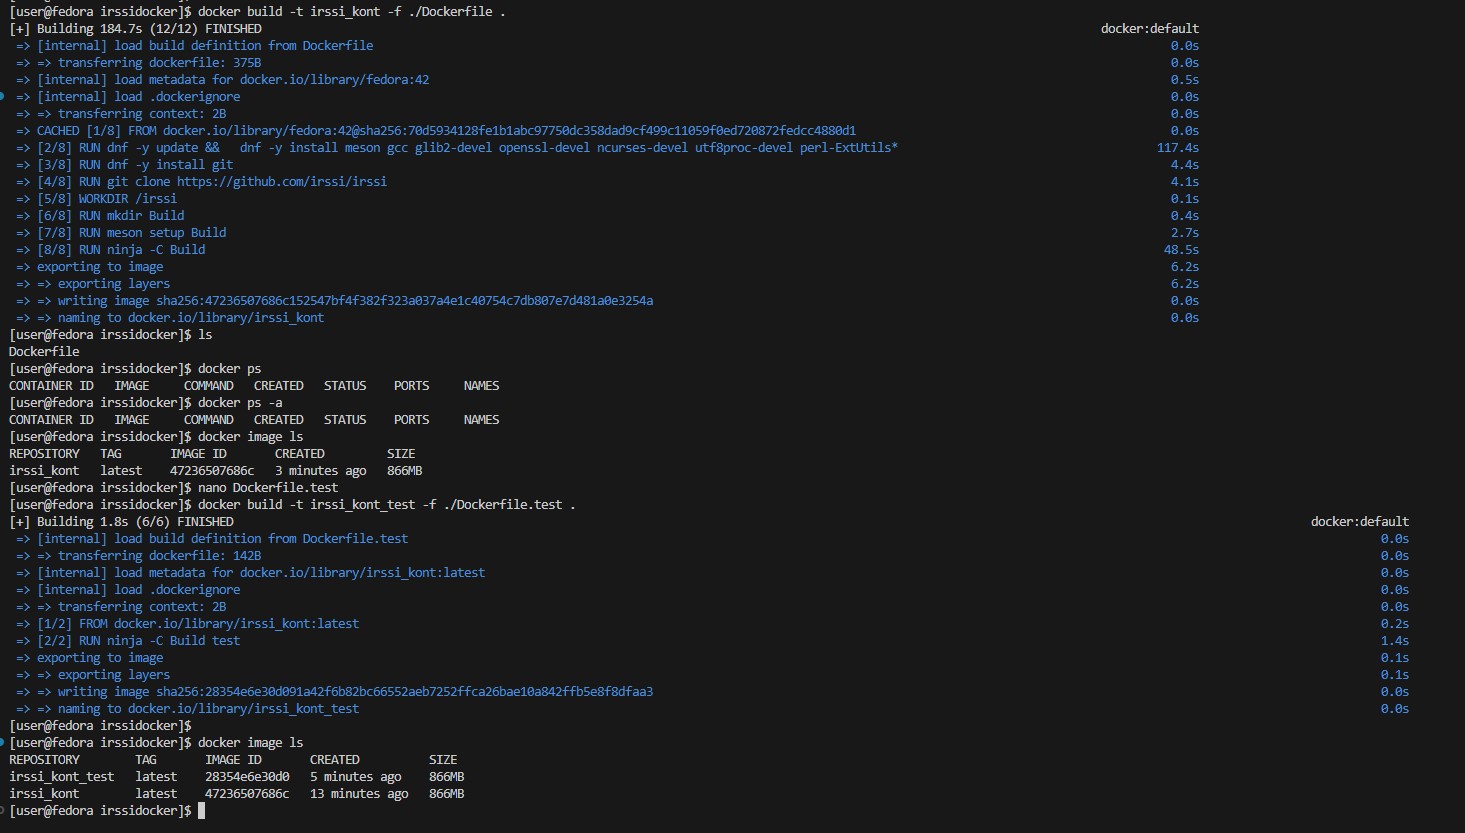 [user@fedora irssidocker]$ docker build -t irssi_kont -f ./Dockerfile .
[+] Building 184.7s (12/12) FINISHED docker:default
=> [internal] load build definition from Dockerfile 0.0s
=> => transferring dockerfile: 375B 0.0s
=> [internal] load metadata for docker.io/library/fedora:42 0.5s
=> [internal] load .dockerignore 0.0s
=> => transferring context: 2B 0.0s
=> CACHED [1/8] FROM docker.io/library/fedora:42@sha256:70d5934128fe1b1abc97750dc358dad9cf499c11059f0ed720872fedcc4880d1 0.0s
=> [2/8] RUN dnf -y update && dnf -y install meson gcc glib2-devel openssl-devel ncurses-devel utf8proc-devel perl-ExtUtils* 117.4s
=> [3/8] RUN dnf -y install git 4.4s
=> [4/8] RUN git clone https://github.com/irssi/irssi 4.1s
=> [5/8] WORKDIR /irssi 0.1s
=> [6/8] RUN mkdir Build 0.4s
=> [7/8] RUN meson setup Build 2.7s
=> [8/8] RUN ninja -C Build 48.5s
=> exporting to image 6.2s
=> => exporting layers 6.2s
=> => writing image sha256:47236507686c152547bf4f382f323a037a4e1c40754c7db807e7d481a0e3254a 0.0s
=> => naming to docker.io/library/irssi_kont 0.0s
[user@fedora irssidocker]$ ls
Dockerfile
[user@fedora irssidocker]$ docker ps
CONTAINER ID IMAGE COMMAND CREATED STATUS PORTS NAMES
[user@fedora irssidocker]$ docker ps -a
CONTAINER ID IMAGE COMMAND CREATED STATUS PORTS NAMES
[user@fedora irssidocker]$ docker image ls
REPOSITORY TAG IMAGE ID CREATED SIZE
irssi_kont latest 47236507686c 3 minutes ago 866MB
[user@fedora irssidocker]$ nano Dockerfile.test
[user@fedora irssidocker]$ docker build -t irssi_kont_test -f ./Dockerfile.test .
[+] Building 1.8s (6/6) FINISHED docker:default
=> [internal] load build definition from Dockerfile.test 0.0s
=> => transferring dockerfile: 142B 0.0s
=> [internal] load metadata for docker.io/library/irssi_kont:latest 0.0s
=> [internal] load .dockerignore 0.0s
=> => transferring context: 2B 0.0s
=> [1/2] FROM docker.io/library/irssi_kont:latest 0.2s
=> [2/2] RUN ninja -C Build test 1.4s
=> exporting to image 0.1s
=> => exporting layers 0.1s
=> => writing image sha256:28354e6e30d091a42f6b82bc66552aeb7252ffca26bae10a842ffb5e8f8dfaa3 0.0s
=> => naming to docker.io/library/irssi_kont_test 0.0s
[user@fedora irssidocker]$
[user@fedora irssidocker]$ docker image ls
REPOSITORY TAG IMAGE ID CREATED SIZE
irssi_kont_test latest 28354e6e30d0 5 minutes ago 866MB
irssi_kont latest 47236507686c 13 minutes ago 866MB
[user@fedora irssidocker]$